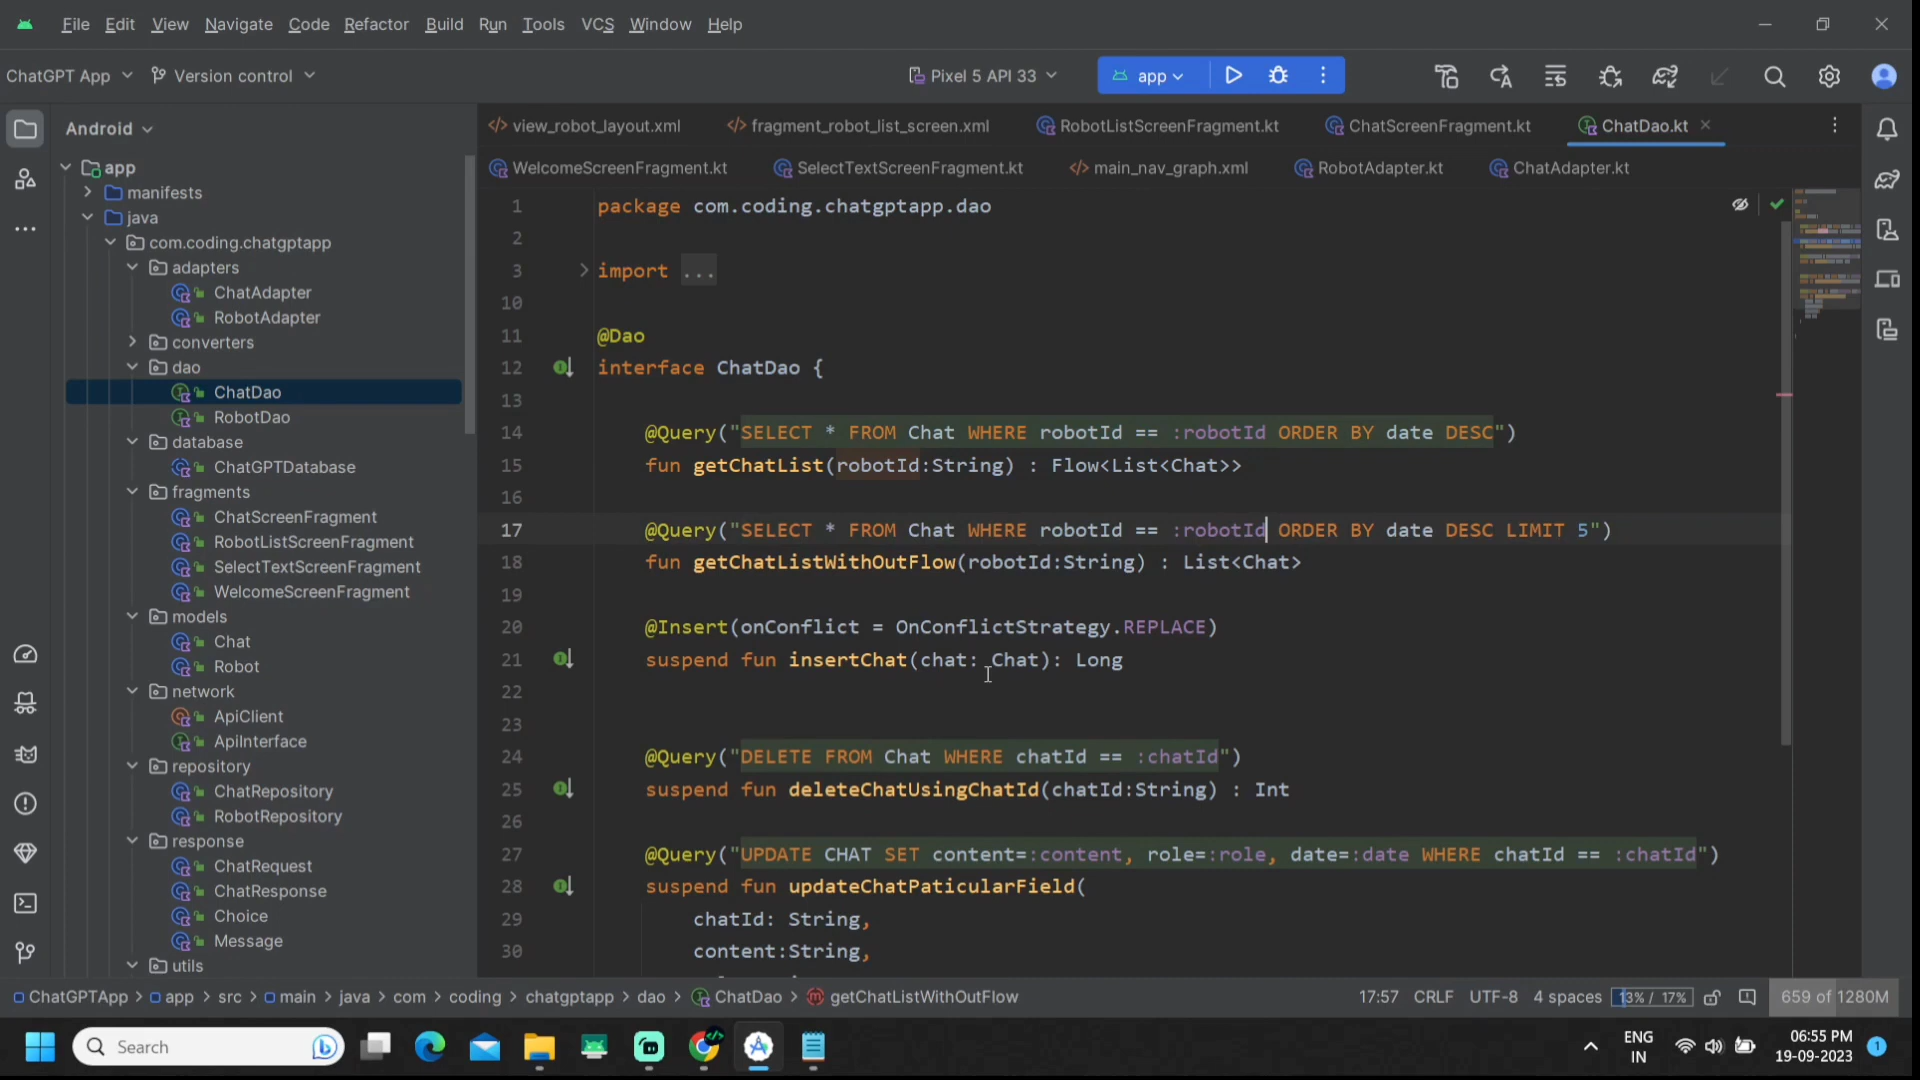 File Edit View Navigate Code Refactor Build Run Tools VCS Window Help
ChatGPT App Version control Pixel 5 API 33 app
Android
view_robot_layout.xml fragment_robot_list_screen.xml RobotListScreenFragment.kt ChatScreenFragment.kt ChatDao.kt
WelcomeScreenFragment.kt SelectTextScreenFragment.kt main_nav_graph.xml RobotAdapter.kt ChatAdapter.kt
app
manifests
java
com.coding.chatgptapp
adapters
ChatAdapter
RobotAdapter
converters
dao
ChatDao
RobotDao
database
ChatGPTDatabase
fragments
ChatScreenFragment
RobotListScreenFragment
SelectTextScreenFragment
WelcomeScreenFragment
models
Chat
Robot
network
ApiClient
ApiInterface
repository
ChatRepository
RobotRepository
response
ChatRequest
ChatResponse
Choice
Message
utils
1 package com.coding.chatgptapp.dao
2
3 import ...
10
11 @Dao
12 interface ChatDao {
13
14 @Query("SELECT * FROM Chat WHERE robotId == :robotId ORDER BY date DESC")
15 fun getChatList(robotId:String) : Flow<List<Chat>>
16
17 @Query("SELECT * FROM Chat WHERE robotId == :robotId ORDER BY date DESC LIMIT 5")
18 fun getChatListWithOutFlow(robotId:String) : List<Chat>
19
20 @Insert(onConflict = OnConflictStrategy.REPLACE)
21 suspend fun insertChat(chat: Chat): Long
22
23
24 @Query("DELETE FROM Chat WHERE chatId == :chatId")
25 suspend fun deleteChatUsingChatId(chatId:String) : Int
26
27 @Query("UPDATE CHAT SET content=:content, role=:role, date=:date WHERE chatId == :chatId")
28 suspend fun updateChatPaticularField(
29 chatId: String,
30 content:String,
ChatGPTApp > app > src > main > java > com > coding > chatgptapp > dao > ChatDao > getChatListWithOutFlow 17:57 CRLF UTF-8 4 spaces 13% / 17% 659 of 1280M
Search
ENG
IN
06:55 PM
19-09-2023
1